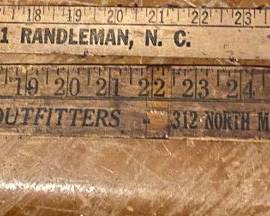 18 19 20 21 22 23
1 RANDLEMAN, N. C.
19 20 21 22 23 24
OUTFITTERS - 312 NORTH M